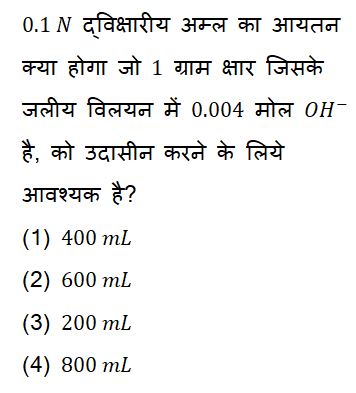 0.1 N द्विक्षारीय अम्ल का आयतन
क्या होगा जो 1 ग्राम क्षार जिसके
जलीय विलयन में 0.004 मोल OH⁻
है, को उदासीन करने के लिये
आवश्यक है?
(1) 400 mL
(2) 600 mL
(3) 200 mL
(4) 800 mL